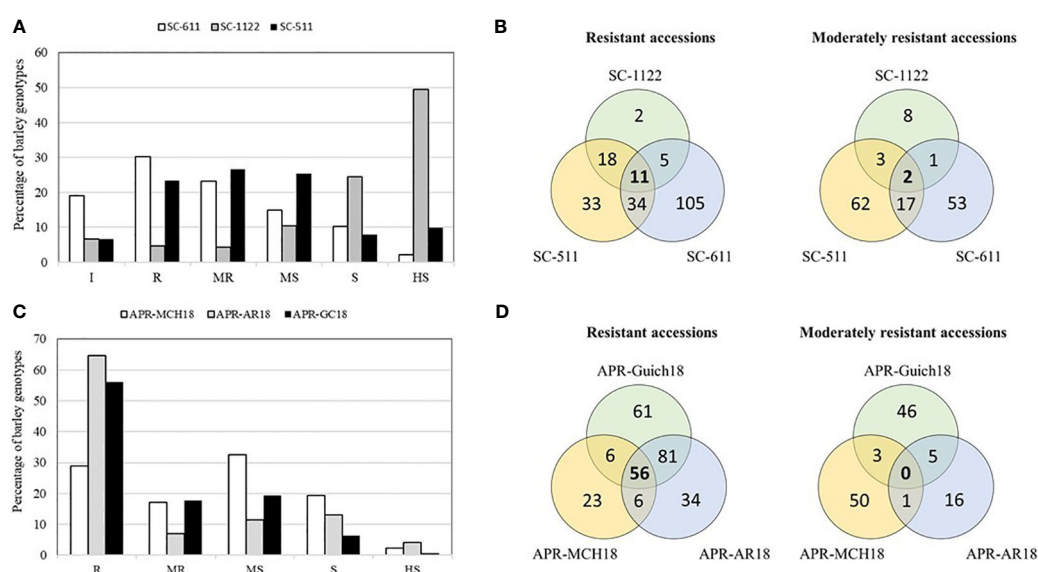 A
SC-611 SC-1122 SC-511
Percentage of barley genotypes
60
50
40
30
20
10
0
I R MR MS S HS
B
Resistant accessions
SC-1122
2
18 5
11
33 34 105
SC-511 SC-611
Moderately resistant accessions
SC-1122
8
3 1
2
62 17 53
SC-511 SC-611
C
APR-MCH18 APR-AR18 APR-GC18
Percentage of barley genotypes
70
60
50
40
30
20
10
0
R MR MS S HS
D
Resistant accessions
APR-Guich18
61
6 81
56
23 6 34
APR-MCH18 APR-AR18
Moderately resistant accessions
APR-Guich18
46
3 5
0
50 1 16
APR-MCH18 APR-AR18